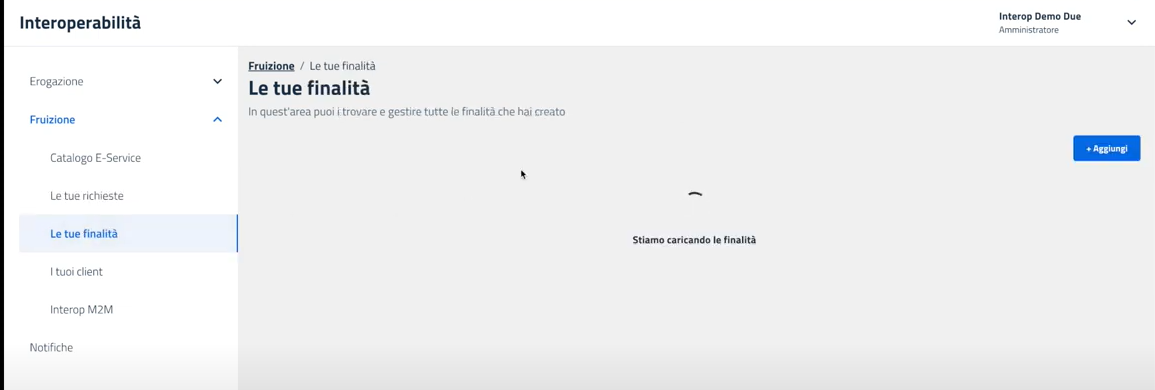 Interoperabilità
Interop Demo Due
Amministratore
Erogazione
Fruizione
Catalogo E-Service
Le tue richieste
Le tue finalità
I tuoi client
Interop M2M
Notifiche
Fruizione / Le tue finalità
Le tue finalità
In quest'area puoi i trovare e gestire tutte le finalità che hai creato
+ Aggiungi
Stiamo caricando le finalità